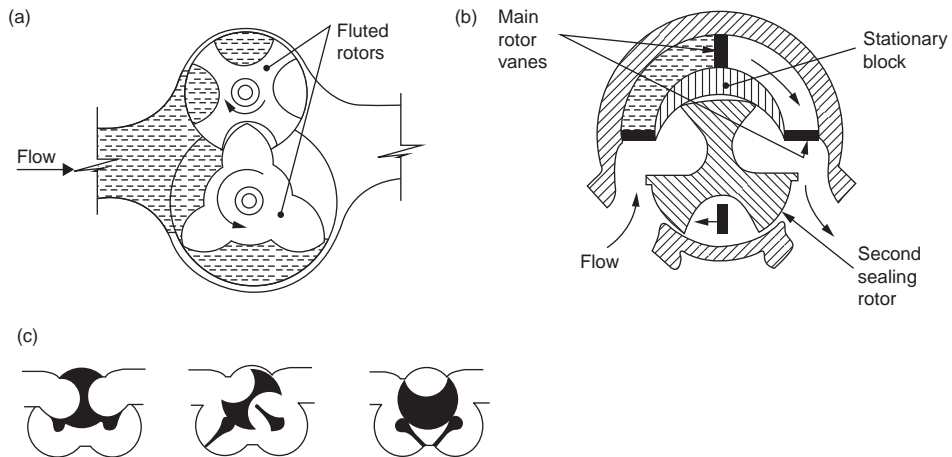 (a)
Fluted
rotors
Flow
(b)
Main
rotor
vanes
Stationary
block
Flow
Second
sealing
rotor
(c)